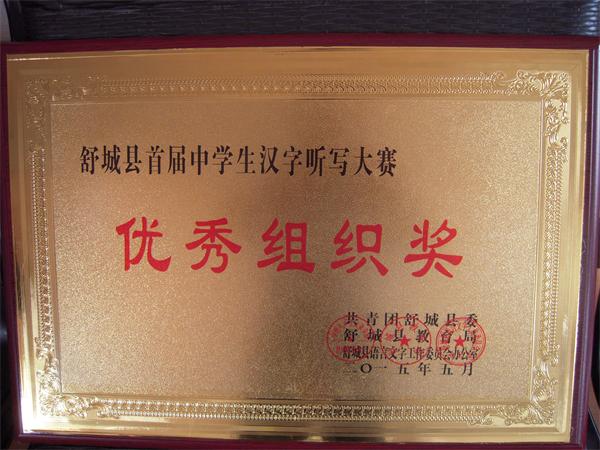 舒城县首届中学生汉字听写大赛
优秀组织奖
共青团舒城县委
舒城县教育局
舒城县语言文字工作委员会办公室
二〇一五年五月